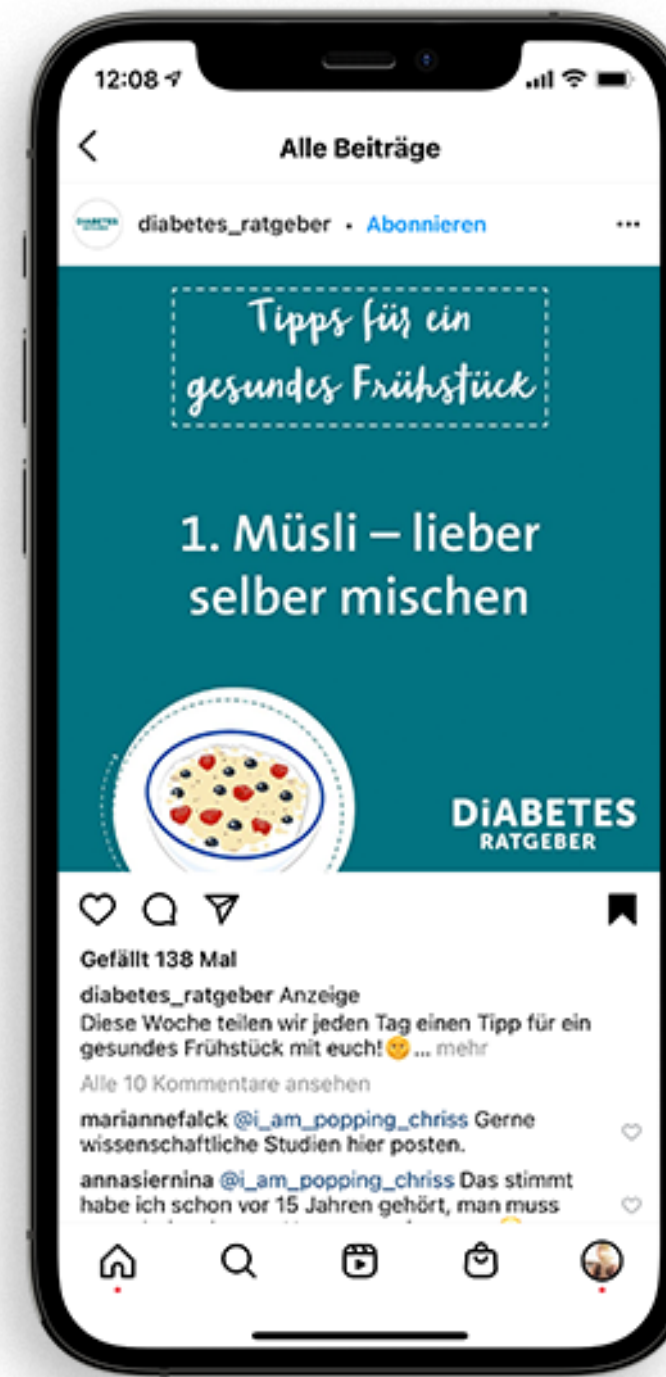 12:08
Alle Beiträge
DIABETES
diabetes_ratgeber • Abonnieren
Tipps für ein
gesundes Frühstück
1. Müsli – lieber
selber mischen
DiABETES
RATGEBER
Gefällt 138 Mal
diabetes_ratgeber Anzeige
Diese Woche teilen wir jeden Tag einen Tipp für ein
gesundes Frühstück mit euch! ... mehr
Alle 10 Kommentare ansehen
mariannefalck @i_am_popping_chriss Gerne
wissenschaftliche Studien hier posten.
annasiernina @i_am_popping_chriss Das stimmt
habe ich schon vor 15 Jahren gehört, man muss